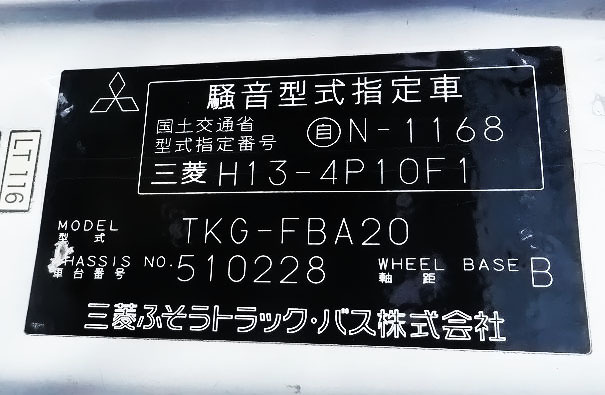 騒音型式指定車
国土交通省
型式指定番号
自N-1168
三菱 H13-4P10F1
LT116
MODEL
型式
TKG-FBA20
CHASSIS NO.
車台番号
510228
WHEEL BASE
軸距
B
三菱ふそうトラック・バス株式会社